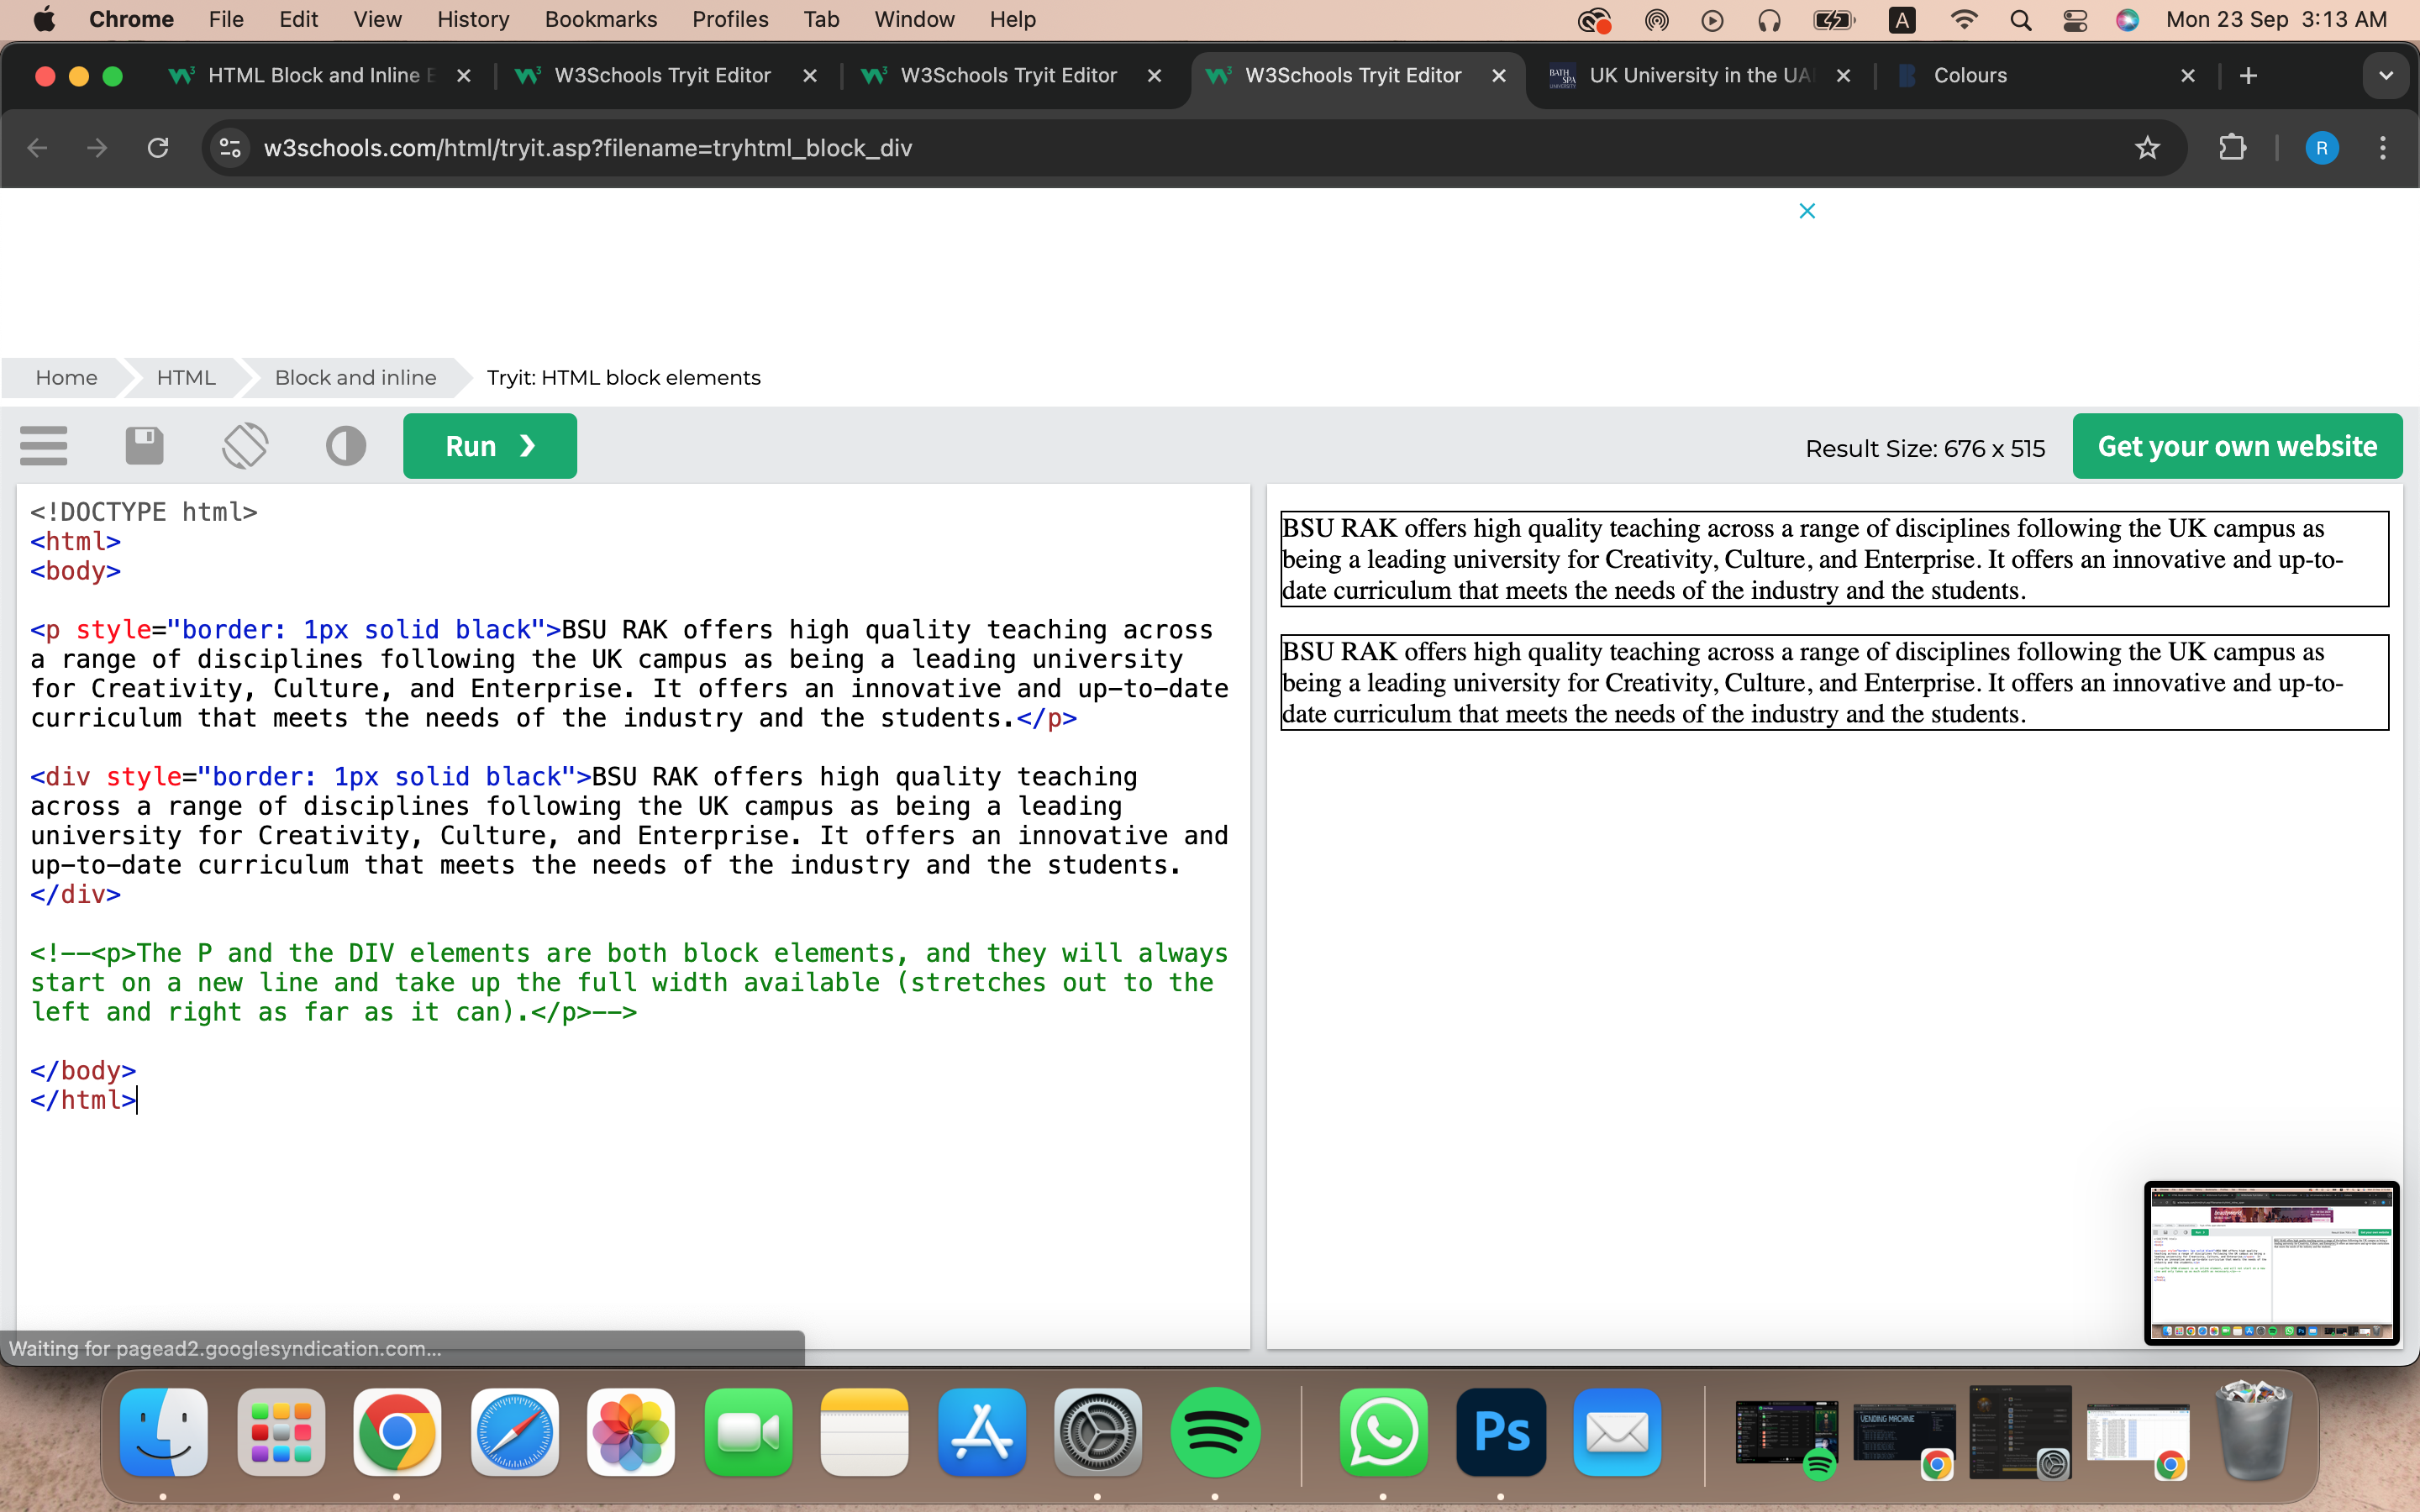 Chrome File Edit View History Bookmarks Profiles Tab Window Help A Mon 23 Sep 3:13 AM
HTML Block and Inline E W3Schools Tryit Editor W3Schools Tryit Editor W3Schools Tryit Editor BATH SPA UNIVERSITY UK University in the UA Colours
w3schools.com/html/tryit.asp?filename=tryhtml_block_div R
Home HTML Block and inline Tryit: HTML block elements
Run ❯ Result Size: 676 x 515 Get your own website
<!DOCTYPE html>
<html>
<body>
<p style="border: 1px solid black">BSU RAK offers high quality teaching across
a range of disciplines following the UK campus as being a leading university
for Creativity, Culture, and Enterprise. It offers an innovative and up-to-date
curriculum that meets the needs of the industry and the students.</p>
<div style="border: 1px solid black">BSU RAK offers high quality teaching
across a range of disciplines following the UK campus as being a leading
university for Creativity, Culture, and Enterprise. It offers an innovative and
up-to-date curriculum that meets the needs of the industry and the students.
</div>
<!--<p>The P and the DIV elements are both block elements, and they will always
start on a new line and take up the full width available (stretches out to the
left and right as far as it can).</p>-->
</body>
</html>
BSU RAK offers high quality teaching across a range of disciplines following the UK campus as
being a leading university for Creativity, Culture, and Enterprise. It offers an innovative and up-to-
date curriculum that meets the needs of the industry and the students.
BSU RAK offers high quality teaching across a range of disciplines following the UK campus as
being a leading university for Creativity, Culture, and Enterprise. It offers an innovative and up-to-
date curriculum that meets the needs of the industry and the students.
Waiting for pagead2.googlesyndication.com...
Ps
VENDING MACHINE